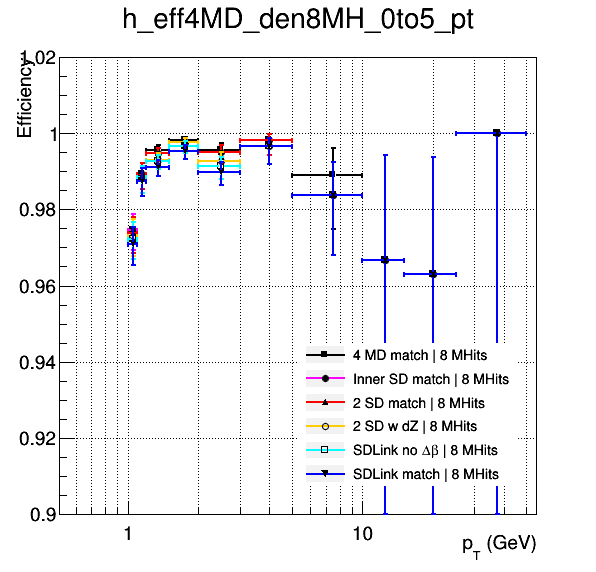 h_eff4MD_den8MH_0to5_pt
Efficiency
1.02
1
0.98
0.96
0.94
0.92
0.9
4 MD match | 8 MHits
Inner SD match | 8 MHits
2 SD match | 8 MHits
2 SD w dZ | 8 MHits
SDLink no Δβ | 8 MHits
SDLink match | 8 MHits
1
10
p_T (GeV)